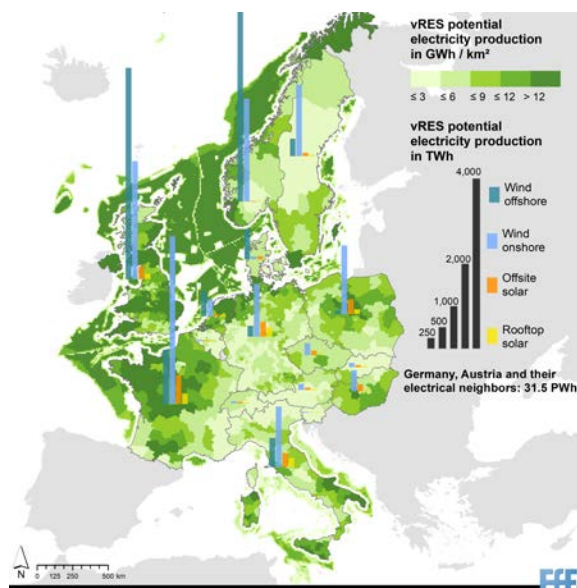 vRES potential
electricity production
in GWh / km²
≤ 3 ≤ 6 ≤ 9 ≤ 12 > 12
vRES potential
electricity production
in TWh
4,000
2,000
1,000
500
250
Wind
offshore
Wind
onshore
Offsite
solar
Rooftop
solar
Germany, Austria and their
electrical neighbors: 31.5 PWh
N
0 125 250 500 km
FfE